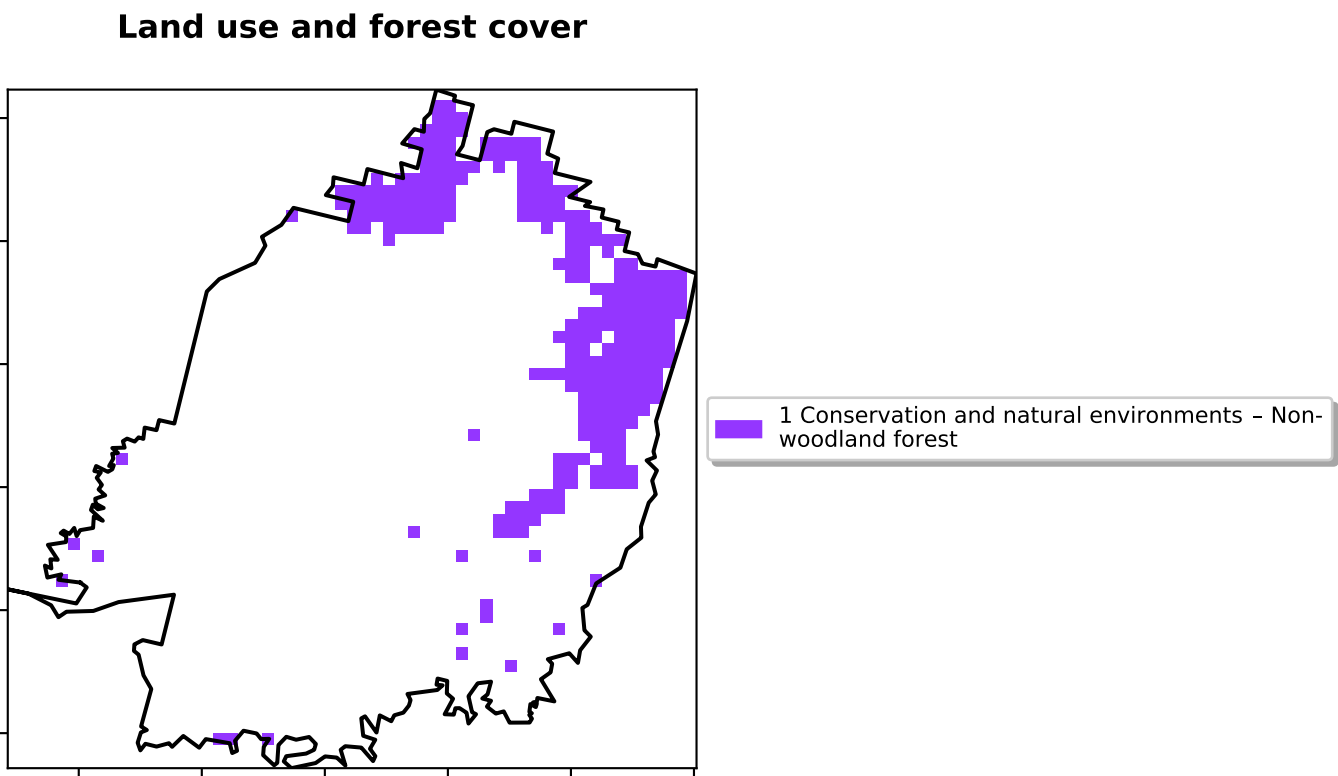 Land use and forest cover
1 Conservation and natural environments – Non-
woodland forest